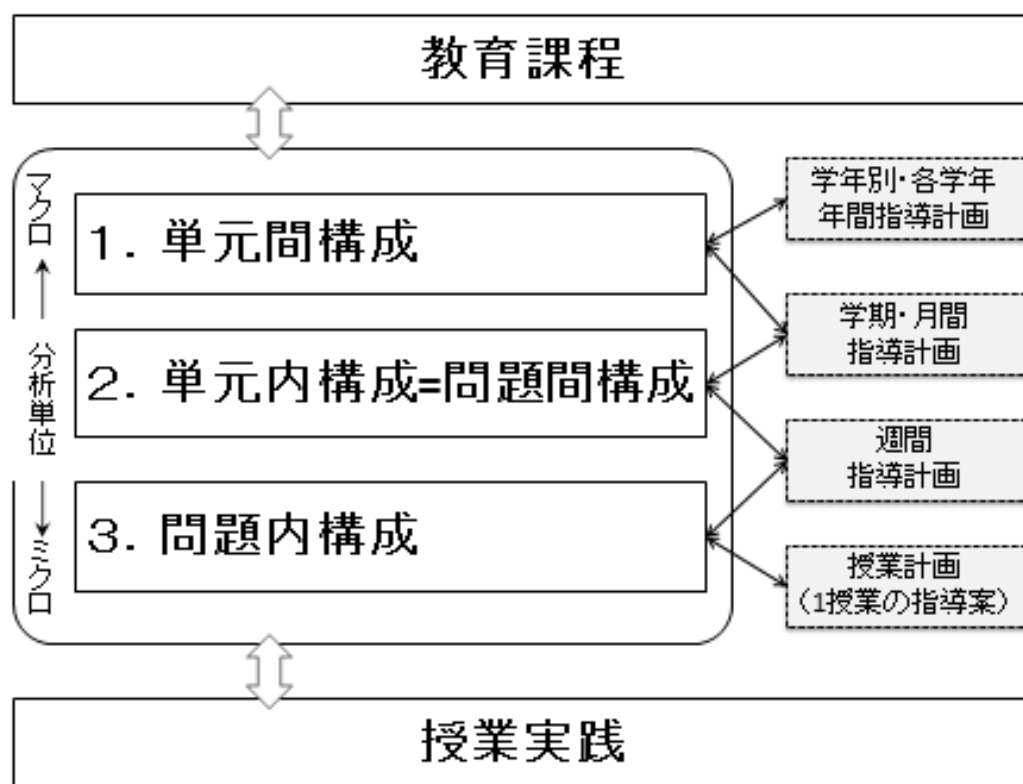 教育課程
マクロ
分析単位
ミクロ
1. 単元間構成
2. 単元内構成=問題間構成
3. 問題内構成
学年別・各学年
年間指導計画
学期・月間
指導計画
週間
指導計画
授業計画
（1授業の指導案）
授業実践